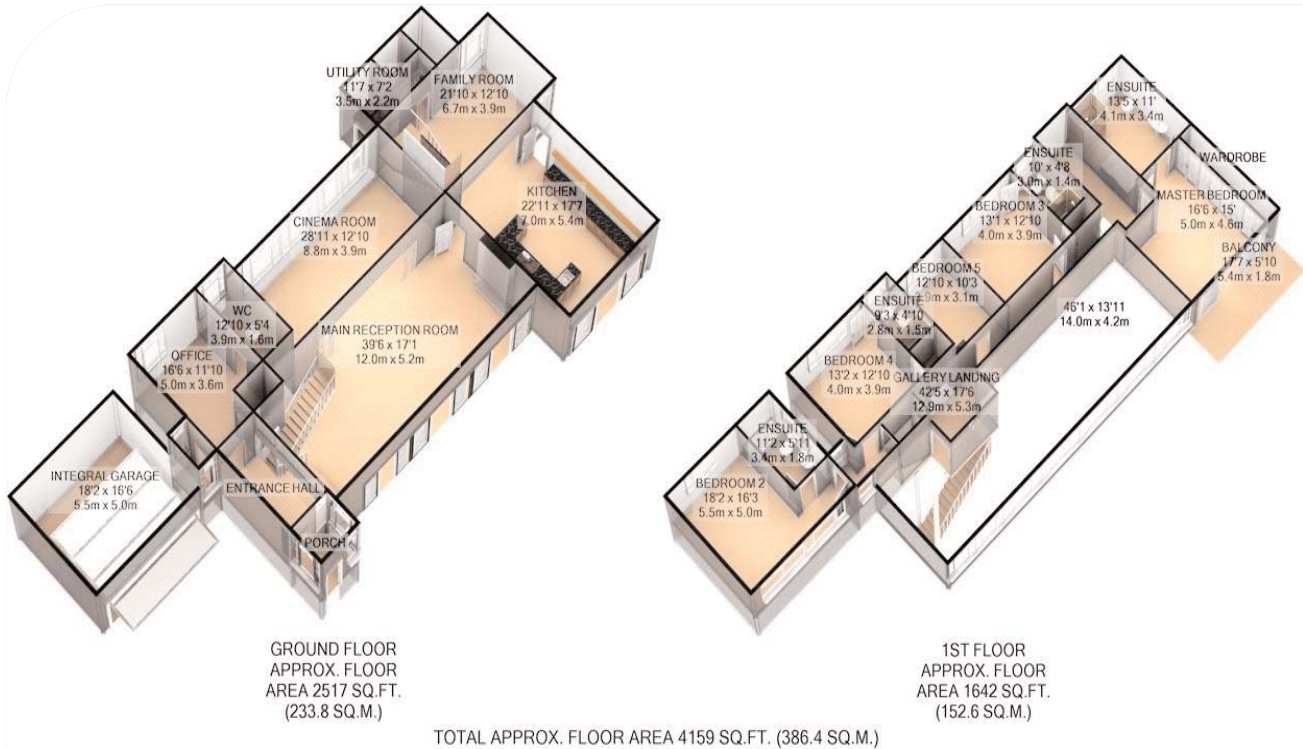 UTILITY ROOM
11'7 x 7'2
3.5m x 2.2m
FAMILY ROOM
21'10 x 12'10
6.7m x 3.9m
KITCHEN
22'11 x 17'7
7.0m x 5.4m
CINEMA ROOM
28'11 x 12'10
8.8m x 3.9m
WC
12'10 x 5'4
3.9m x 1.6m
MAIN RECEPTION ROOM
39'6 x 17'1
12.0m x 5.2m
OFFICE
16'6 x 11'10
5.0m x 3.6m
INTEGRAL GARAGE
18'2 x 16'6
5.5m x 5.0m
ENTRANCE HALL
PORCH
GROUND FLOOR
APPROX. FLOOR
AREA 2517 SQ.FT.
(233.8 SQ.M.)
ENSUITE
13'5 x 11'
4.1m x 3.4m
ENSUITE
10' x 4'8
3.0m x 1.4m
WARDROBE
MASTER BEDROOM
16'6 x 15'
5.0m x 4.6m
BEDROOM 3
13'1 x 12'10
4.0m x 3.9m
BALCONY
17'7 x 5'10
5.4m x 1.8m
BEDROOM 5
12'10 x 10'3
3.9m x 3.1m
ENSUITE
9'3 x 4'10
2.8m x 1.5m
46'1 x 13'11
14.0m x 4.2m
BEDROOM 4
13'2 x 12'10
4.0m x 3.9m
GALLERY LANDING
42'5 x 17'6
12.9m x 5.3m
ENSUITE
11'2 x 5'11
3.4m x 1.8m
BEDROOM 2
18'2 x 16'3
5.5m x 5.0m
1ST FLOOR
APPROX. FLOOR
AREA 1642 SQ.FT.
(152.6 SQ.M.)
TOTAL APPROX. FLOOR AREA 4159 SQ.FT. (386.4 SQ.M.)